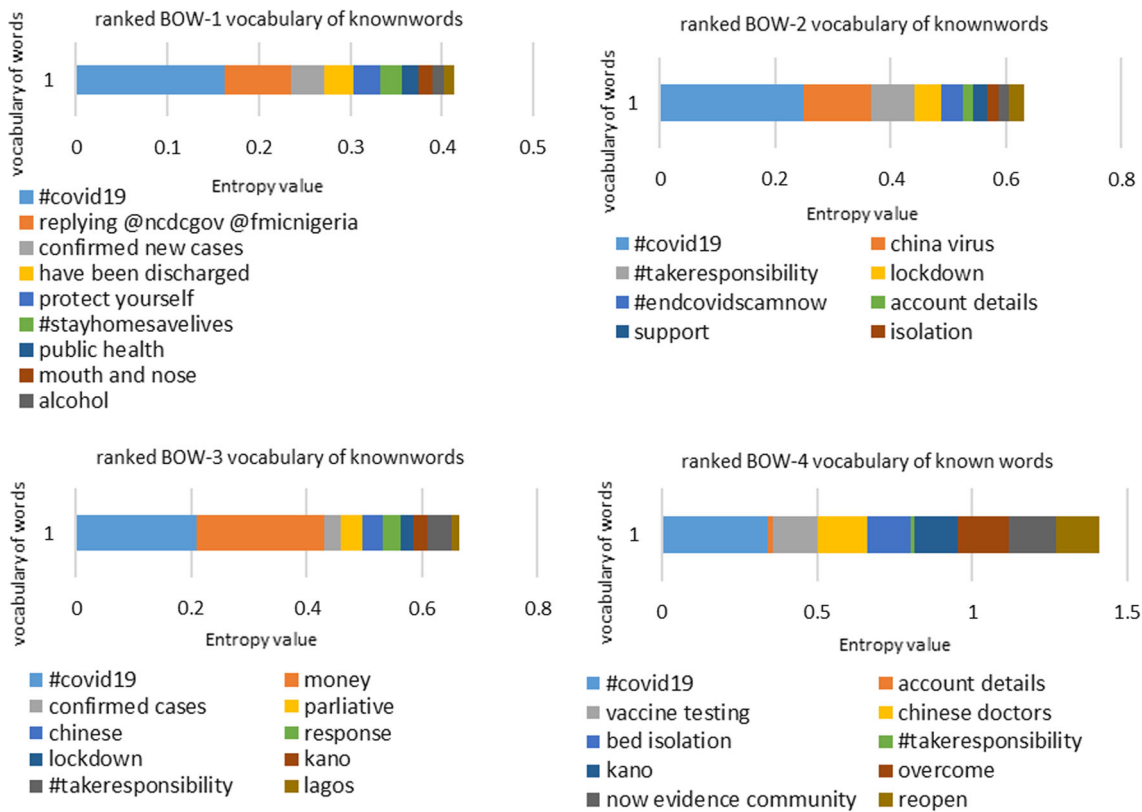 ranked BOW-1 vocabulary of knownwords
vocabulary of words
1
0 0.1 0.2 0.3 0.4 0.5
Entropy value
#covid19
replying @ncdcgov @fmicnigeria
confirmed new cases
have been discharged
protect yourself
#stayhomesavelives
public health
mouth and nose
alcohol
ranked BOW-2 vocabulary of knownwords
vocabulary of words
1
0 0.2 0.4 0.6 0.8
Entropy value
#covid19 china virus
#takeresponsibility lockdown
#endcovidscamnow account details
support isolation
ranked BOW-3 vocabulary of knownwords
vocabulary of words
1
0 0.2 0.4 0.6 0.8
Entropy value
#covid19 money
confirmed cases parliative
chinese response
lockdown kano
#takeresponsibility lagos
ranked BOW-4 vocabulary of known words
vocabulary of words
1
0 0.5 1 1.5
Entropy value
#covid19 account details
vaccine testing chinese doctors
bed isolation #takeresponsibility
kano overcome
now evidence community reopen